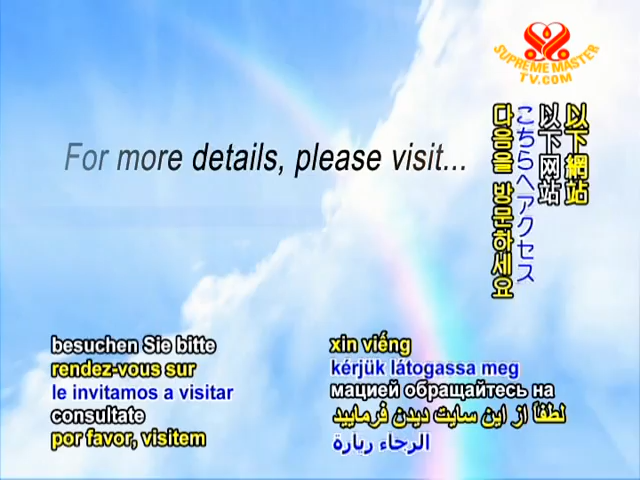 SUPREME MASTER
TV.COM
For more details, please visit...
以下網站
以下网站
こちらへアクセス
다음을 방문하세요
besuchen Sie bitte
rendez-vous sur
le invitamos a visitar
consultate
por favor, visitem
xin viếng
kérjük látogassa meg
мацией обращайтесь на
لطفاً از این سایت دیدن فرمایید
الرجاء زيارة